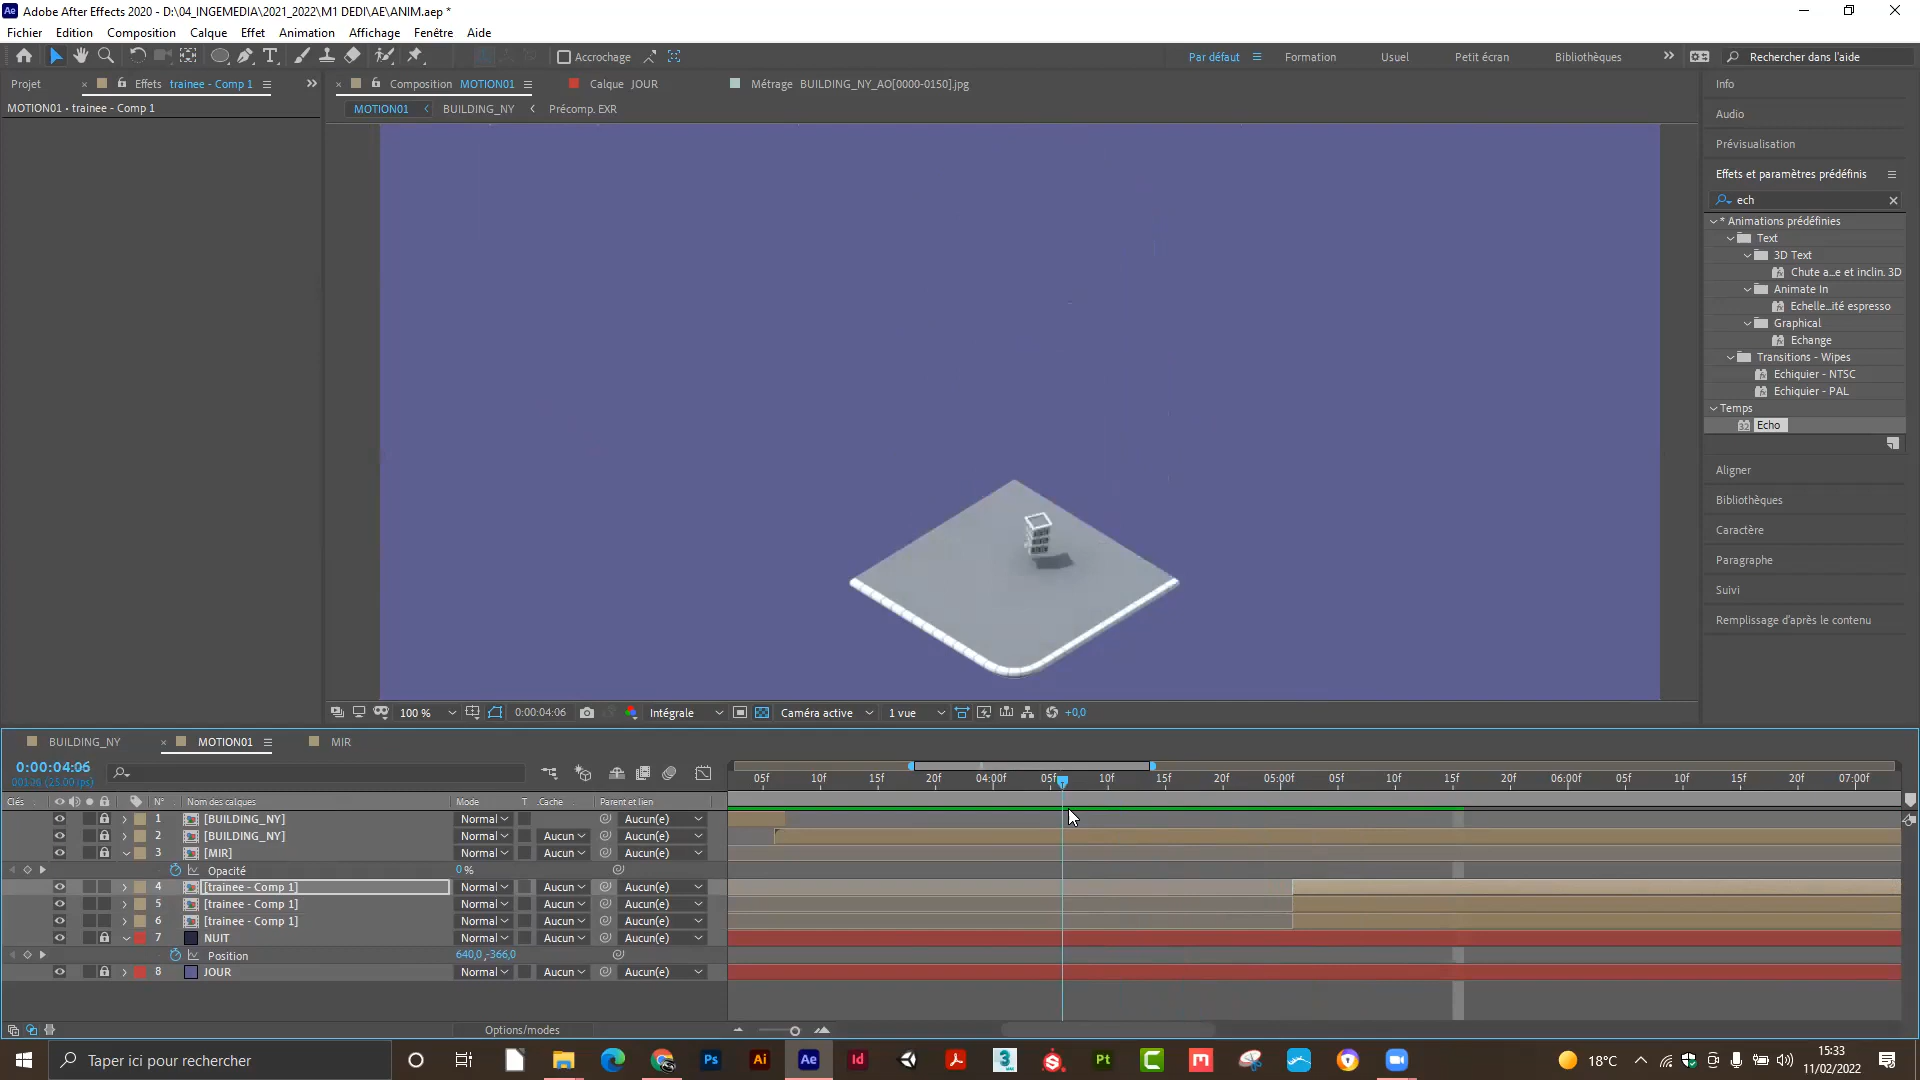 Adobe After Effects 2020 - D:\04_INGEMEDIA\2021_2022\M1 DEDI\AE\ANIM.aep *
Fichier Edition Composition Calque Effet Animation Affichage Fenêtre Aide
Accrochage Par défaut Formation Usuel Petit écran Bibliothèques Rechercher dans l'aide
Projet Effets trainee - Comp 1 Composition MOTION01 Calque JOUR Métrage BUILDING_NY_AO[0000-0150].jpg Info
MOTION01 • trainee - Comp 1 MOTION01 BUILDING_NY Précomp. EXR
Audio
Prévisualisation
Effets et paramètres prédéfinis
ech
* Animations prédéfinies
Text
3D Text
Chute a...e et inclin. 3D
Animate In
Echelle...ité espresso
Graphical
Echange
Transitions - Wipes
Echiquier - NTSC
Echiquier - PAL
Temps
Echo
Aligner
Bibliothèques
Caractère
Paragraphe
Suivi
Remplissage d'après le contenu
100 % 0:00:04:06 Intégrale Caméra active 1 vue +0,0
BUILDING_NY MOTION01 MIR
0:00:04:06
05f 10f 15f 20f 04:00f 05f 10f 15f 20f 05:00f 05f 10f 15f 20f 06:00f 05f 10f 15f 20f 07:00f
Clés N° Nom des calques Mode T .Cache Parent et lien
1 [BUILDING_NY] Normal Aucun(e)
2 [BUILDING_NY] Normal Aucun Aucun(e)
3 [MIR] Normal Aucun Aucun(e)
Opacité 0 %
4 [trainee - Comp 1] Normal Aucun Aucun(e)
5 [trainee - Comp 1] Normal Aucun Aucun(e)
6 [trainee - Comp 1] Normal Aucun Aucun(e)
7 NUIT Normal Aucun Aucun(e)
Position 640,0,-366,0
8 JOUR Normal Aucun Aucun(e)
Options/modes
Taper ici pour rechercher Ps Ai Ae Id Pt 18°C 15:33
11/02/2022